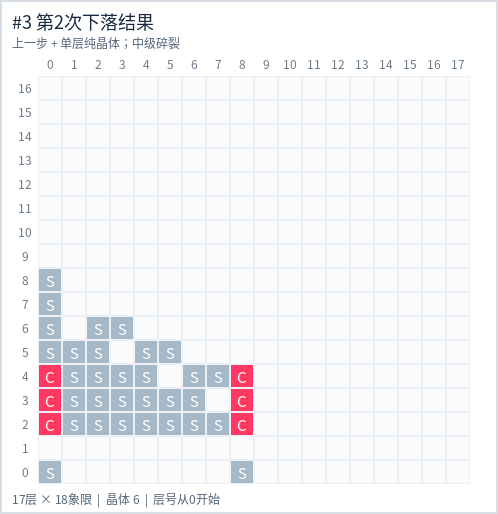 #3 第2次下落结果
上一步 + 单层纯晶体；中级碎裂
0 1 2 3 4 5 6 7 8 9 10 11 12 13 14 15 16 17
16
15
14
13
12
11
10
9
8 S
7 S
6 S S S
5 S S S S S
4 C S S S S S S C
3 C S S S S S S C
2 C S S S S S S S C
1
0 S S
17层 × 18象限 | 晶体 6 | 层号从0开始